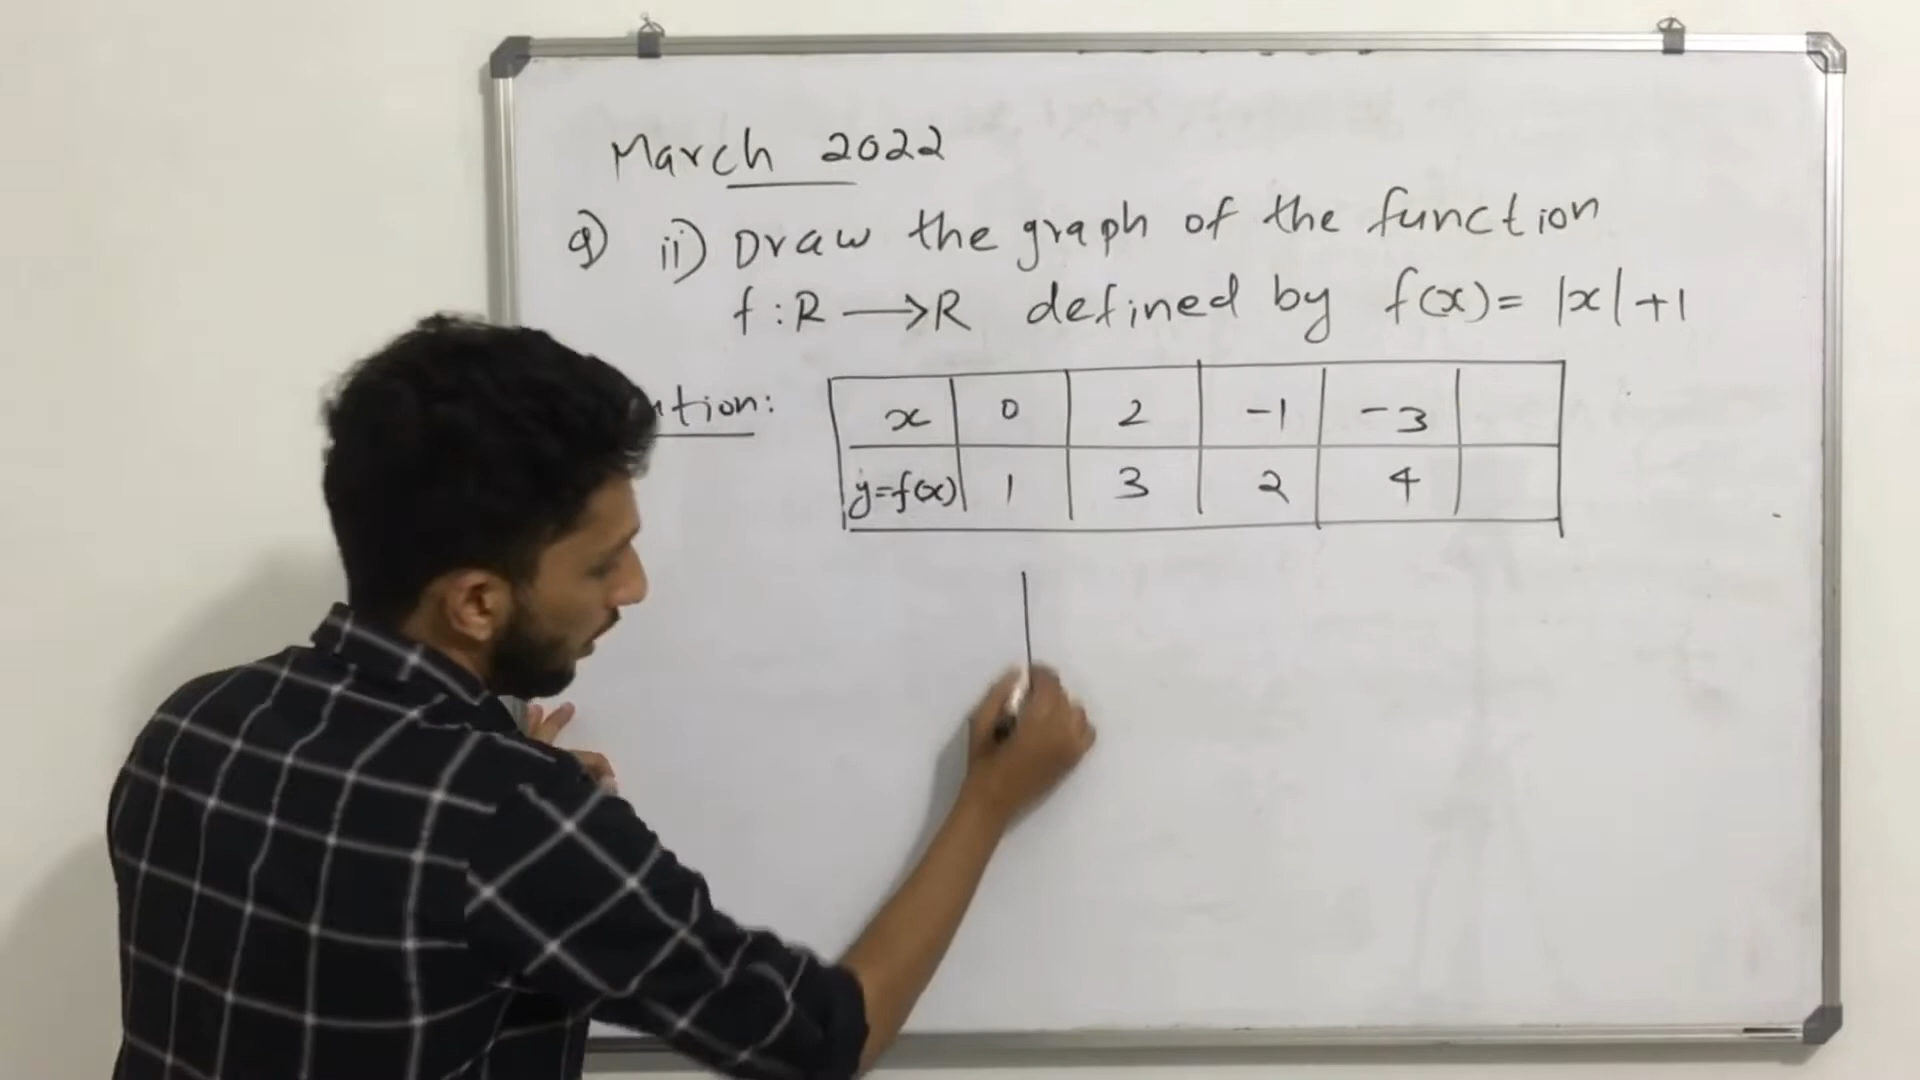 March 2022
9) ii) Draw the graph of the function
f : R ⟶ R defined by f(x) = |x| + 1
x 0 2 -1 -3
y=f(x) 1 3 2 4